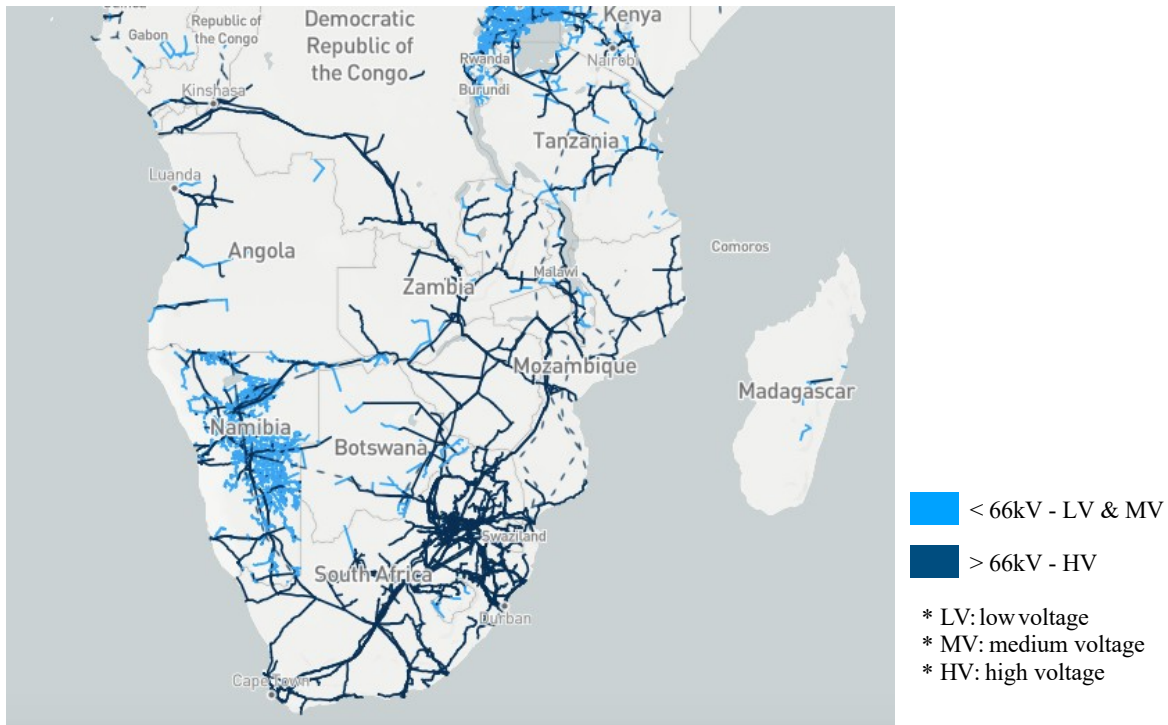 Guinea
Gabon
Republic of
the Congo
Democratic
Republic of
the Congo
Kenya
Rwanda
Nairobi
Burundi
Kinshasa
Tanzania
Luanda
Angola
Comoros
Malawi
Zambia
Mozambique
Madagascar
Namibia
Botswana
Swaziland
South Africa
Durban
Cape Town
< 66kV - LV & MV
> 66kV - HV
* LV: low voltage
* MV: medium voltage
* HV: high voltage